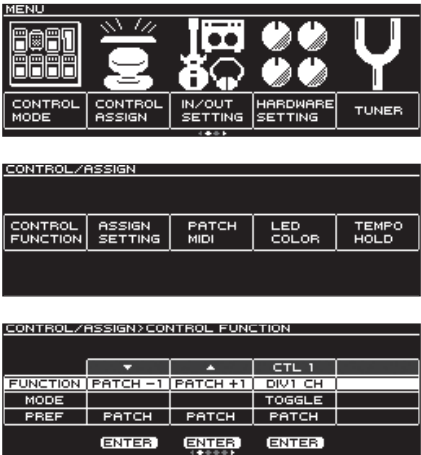 MENU
CONTROL MODE
CONTROL ASSIGN
IN/OUT SETTING
HARDWARE SETTING
TUNER
CONTROL/ASSIGN
CONTROL FUNCTION
ASSIGN SETTING
PATCH MIDI
LED COLOR
TEMPO HOLD
CONTROL/ASSIGN>CONTROL FUNCTION
▼ ▲ CTL 1
FUNCTION PATCH -1 PATCH +1 DIV1 CH
MODE TOGGLE
PREF PATCH PATCH PATCH
ENTER ENTER ENTER